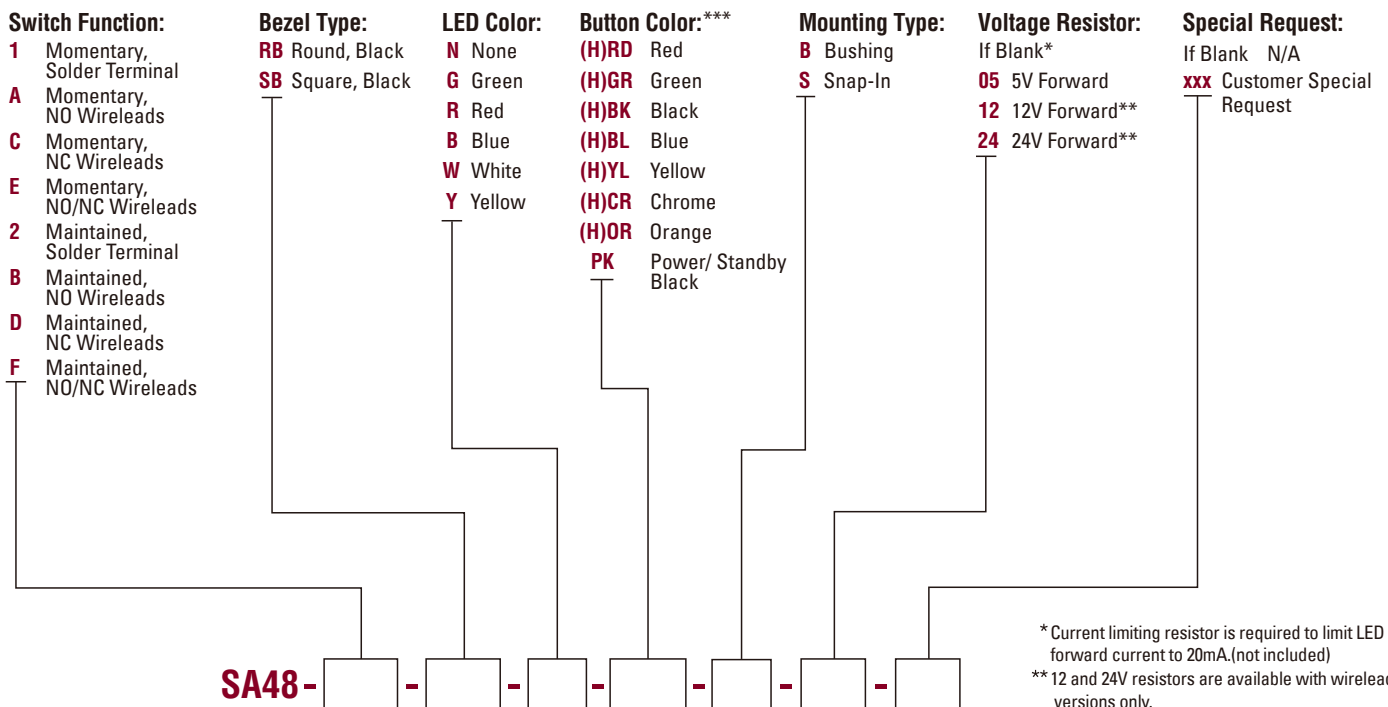 Switch Function:
1 Momentary,
Solder Terminal
A Momentary,
NO Wireleads
C Momentary,
NC Wireleads
E Momentary,
NO/NC Wireleads
2 Maintained,
Solder Terminal
B Maintained,
NO Wireleads
D Maintained,
NC Wireleads
F Maintained,
NO/NC Wireleads
Bezel Type:
RB Round, Black
SB Square, Black
LED Color:
N None
G Green
R Red
B Blue
W White
Y Yellow
Button Color:***
(H)RD Red
(H)GR Green
(H)BK Black
(H)BL Blue
(H)YL Yellow
(H)CR Chrome
(H)OR Orange
PK Power/ Standby
Black
Mounting Type:
B Bushing
S Snap-In
Voltage Resistor:
If Blank*
05 5V Forward
12 12V Forward**
24 24V Forward**
Special Request:
If Blank N/A
xxx Customer Special
Request
SA48- - - - - - -
* Current limiting resistor is required to limit LED
forward current to 20mA.(not included)
** 12 and 24V resistors are available with wirelead
versions only.